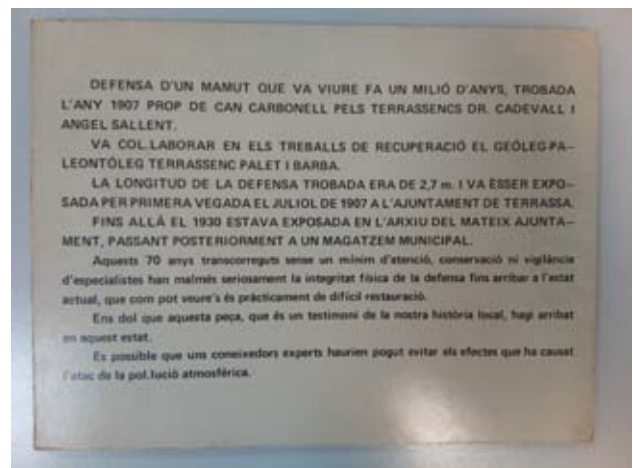 DEFENSA D'UN MAMUT QUE VA VIURE FA UN MILIÓ D'ANYS, TROBADA
L'ANY 1907 PROP DE CAN CARBONELL PELS TERRASSENCS DR. CADEVALL I
ANGEL SALLENT.
VA COL.LABORAR EN ELS TREBALLS DE RECUPERACIÓ EL GEÒLEG-PA-
LEONTÒLEG TERRASSENC PALET I BARBA.
LA LONGITUD DE LA DEFENSA TROBADA ERA DE 2,7 m. I VA ÈSSER EXPO-
SADA PER PRIMERA VEGADA EL JULIOL DE 1907 A L'AJUNTAMENT DE TERRASSA.
FINS ALLÁ EL 1930 ESTAVA EXPOSADA EN L'ARXIU DEL MATEIX AJUNTA-
MENT, PASSANT POSTERIORMENT A UN MAGATZEM MUNICIPAL.
Aquests 70 anys transcorreguts sense un mínim d'atenció, conservació ni vigilància
d'especialistes han malmès seriosament la integritat física de la defensa fins arribar a l'estat
actual, que com pot veure's és pràcticament de difícil restauració.
Ens dol que aquesta peça, que és un testimoni de la nostra història local, hagi arribat
en aquest estat.
Es possible que uns coneixedors experts haurien pogut evitar els efectes que ha causat
l'atac de la pol.lució atmosfèrica.